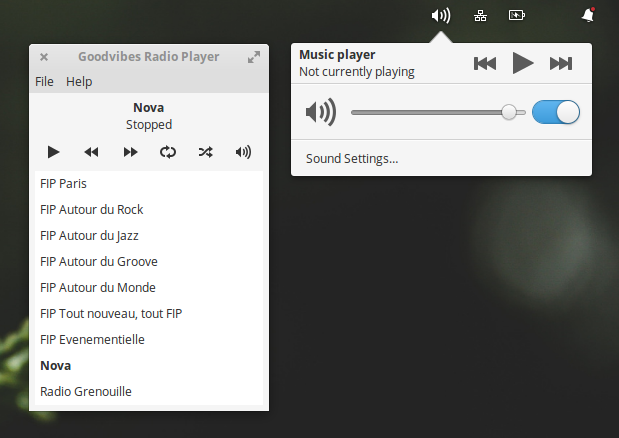 Goodvibes Radio Player
File Help
Nova
Stopped
FIP Paris
FIP Autour du Rock
FIP Autour du Jazz
FIP Autour du Groove
FIP Autour du Monde
FIP Tout nouveau, tout FIP
FIP Evenementielle
Nova
Radio Grenouille
Music player
Not currently playing
Sound Settings...